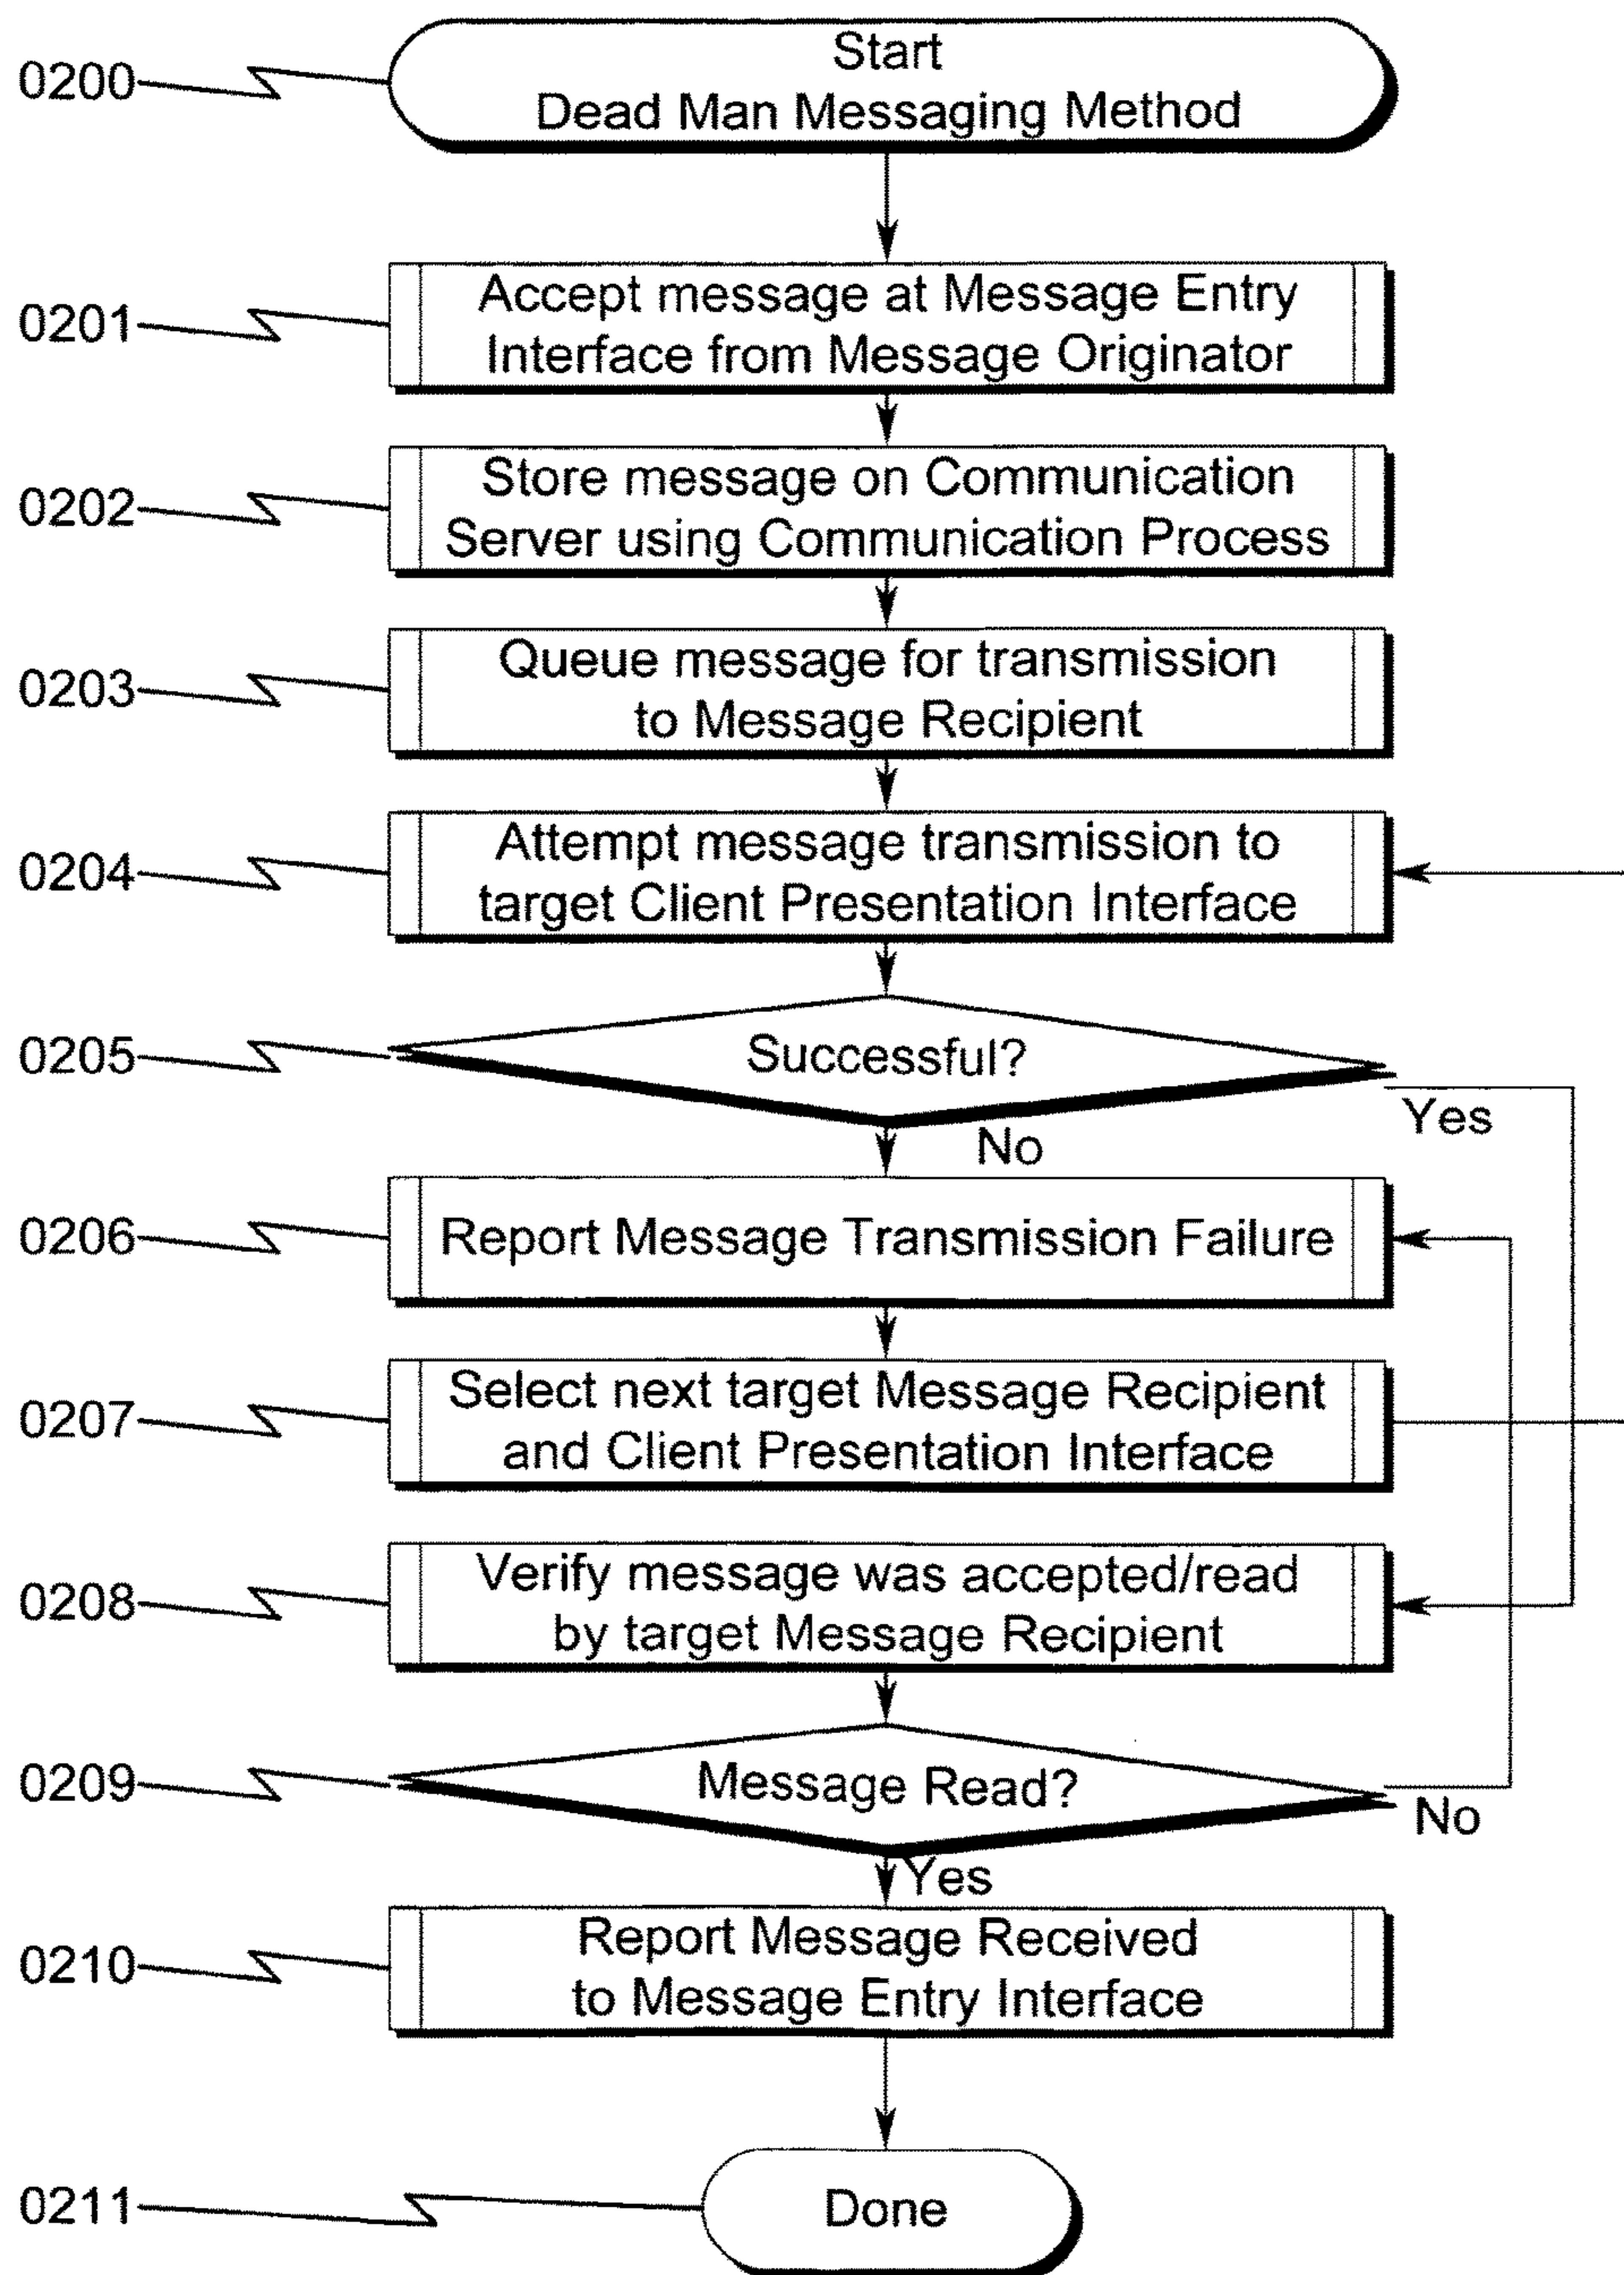 0200
Start
Dead Man Messaging Method
0201
Accept message at Message Entry
Interface from Message Originator
0202
Store message on Communication
Server using Communication Process
0203
Queue message for transmission
to Message Recipient
0204
Attempt message transmission to
target Client Presentation Interface
0205
Successful?
Yes
No
0206
Report Message Transmission Failure
0207
Select next target Message Recipient
and Client Presentation Interface
0208
Verify message was accepted/read
by target Message Recipient
0209
Message Read?
No
Yes
0210
Report Message Received
to Message Entry Interface
0211
Done